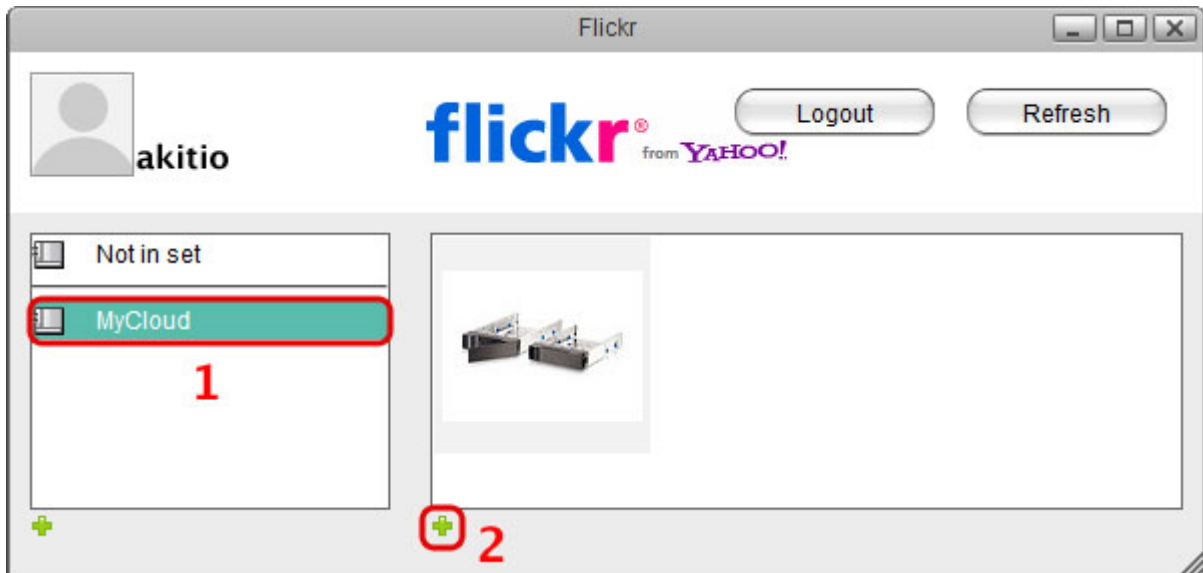 Flickr
akitio
flickr® from YAHOO!
Logout
Refresh
Not in set
MyCloud
1
2